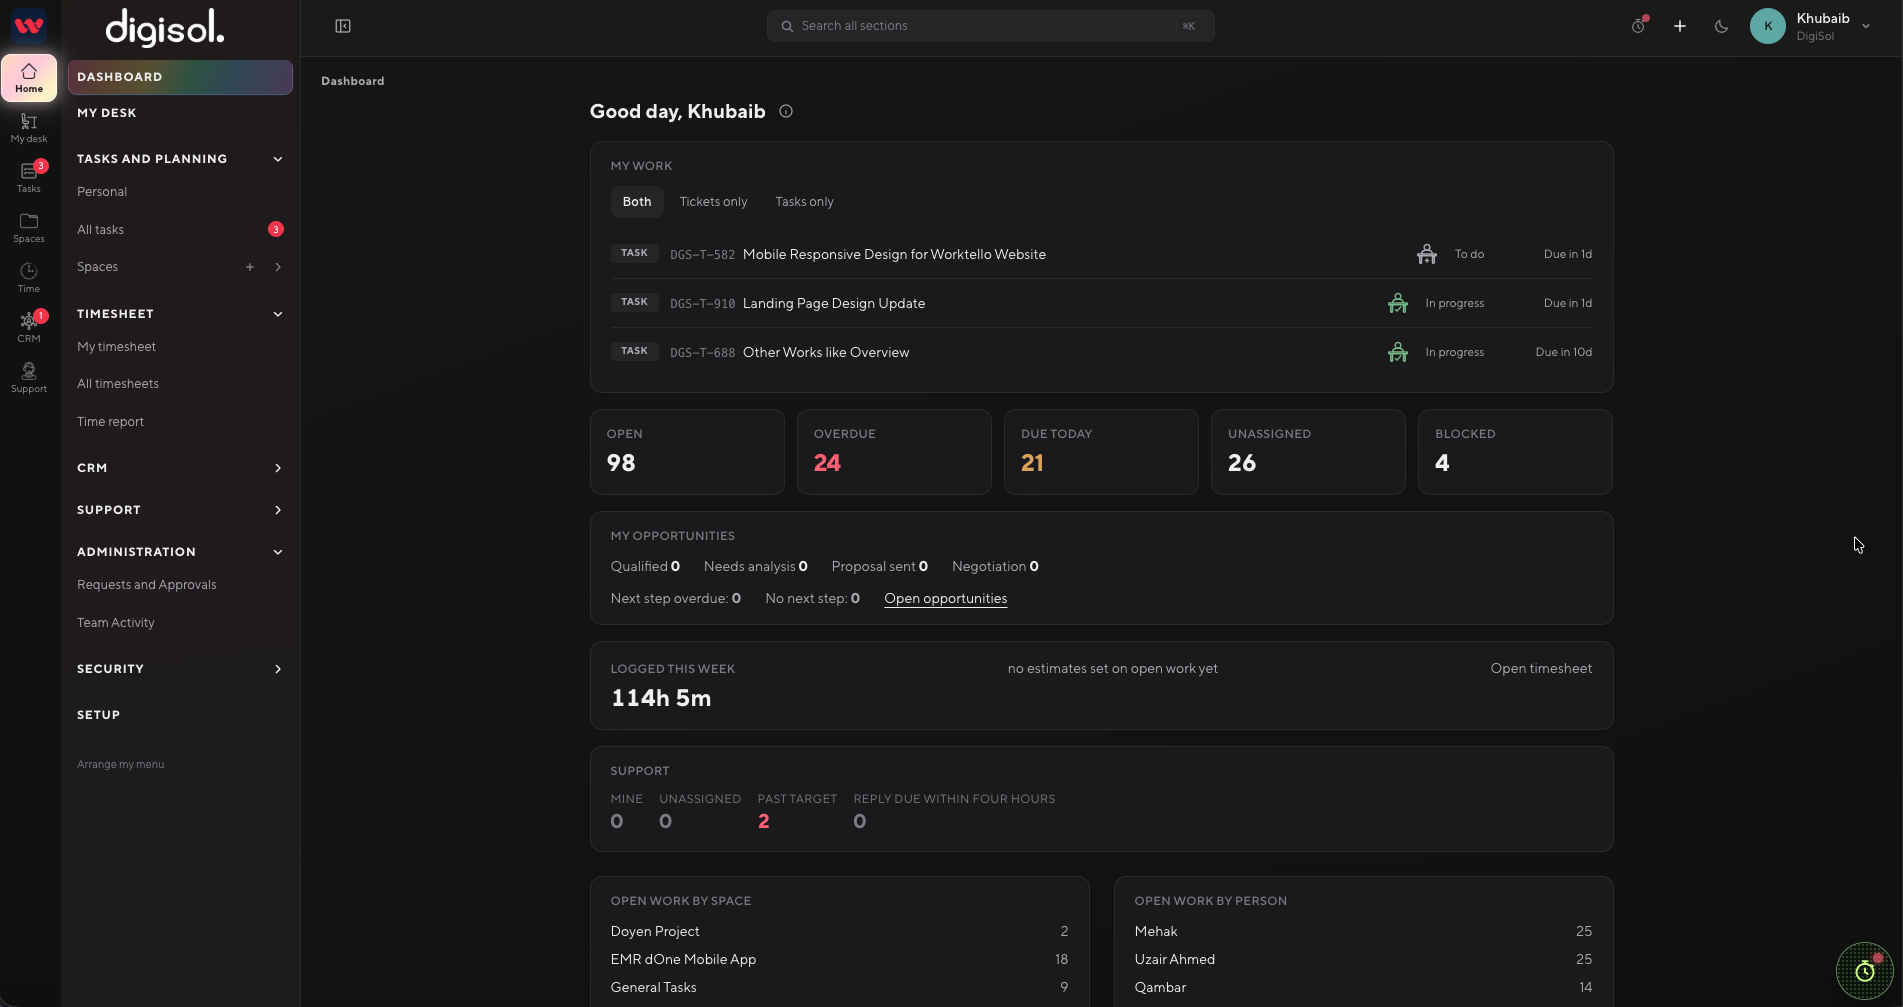 digisol.
Home
My desk
3
Tasks
Spaces
Time
1
CRM
Support
DASHBOARD
MY DESK
TASKS AND PLANNING
Personal
All tasks 3
Spaces
TIMESHEET
My timesheet
All timesheets
Time report
CRM
SUPPORT
ADMINISTRATION
Requests and Approvals
Team Activity
SECURITY
SETUP
Arrange my menu
Search all sections ⌘K
K
Khubaib
DigiSol
Dashboard
Good day, Khubaib
MY WORK
Both Tickets only Tasks only
TASK DGS-T-582 Mobile Responsive Design for Worktello Website To do Due in 1d
TASK DGS-T-910 Landing Page Design Update In progress Due in 1d
TASK DGS-T-688 Other Works like Overview In progress Due in 10d
OPEN OVERDUE DUE TODAY UNASSIGNED BLOCKED
98 24 21 26 4
MY OPPORTUNITIES
Qualified 0 Needs analysis 0 Proposal sent 0 Negotiation 0
Next step overdue: 0 No next step: 0 Open opportunities
LOGGED THIS WEEK no estimates set on open work yet Open timesheet
114h 5m
SUPPORT
MINE UNASSIGNED PAST TARGET REPLY DUE WITHIN FOUR HOURS
0 0 2 0
OPEN WORK BY SPACE
Doyen Project 2
EMR dOne Mobile App 18
General Tasks 9
OPEN WORK BY PERSON
Mehak 25
Uzair Ahmed 25
Qambar 14